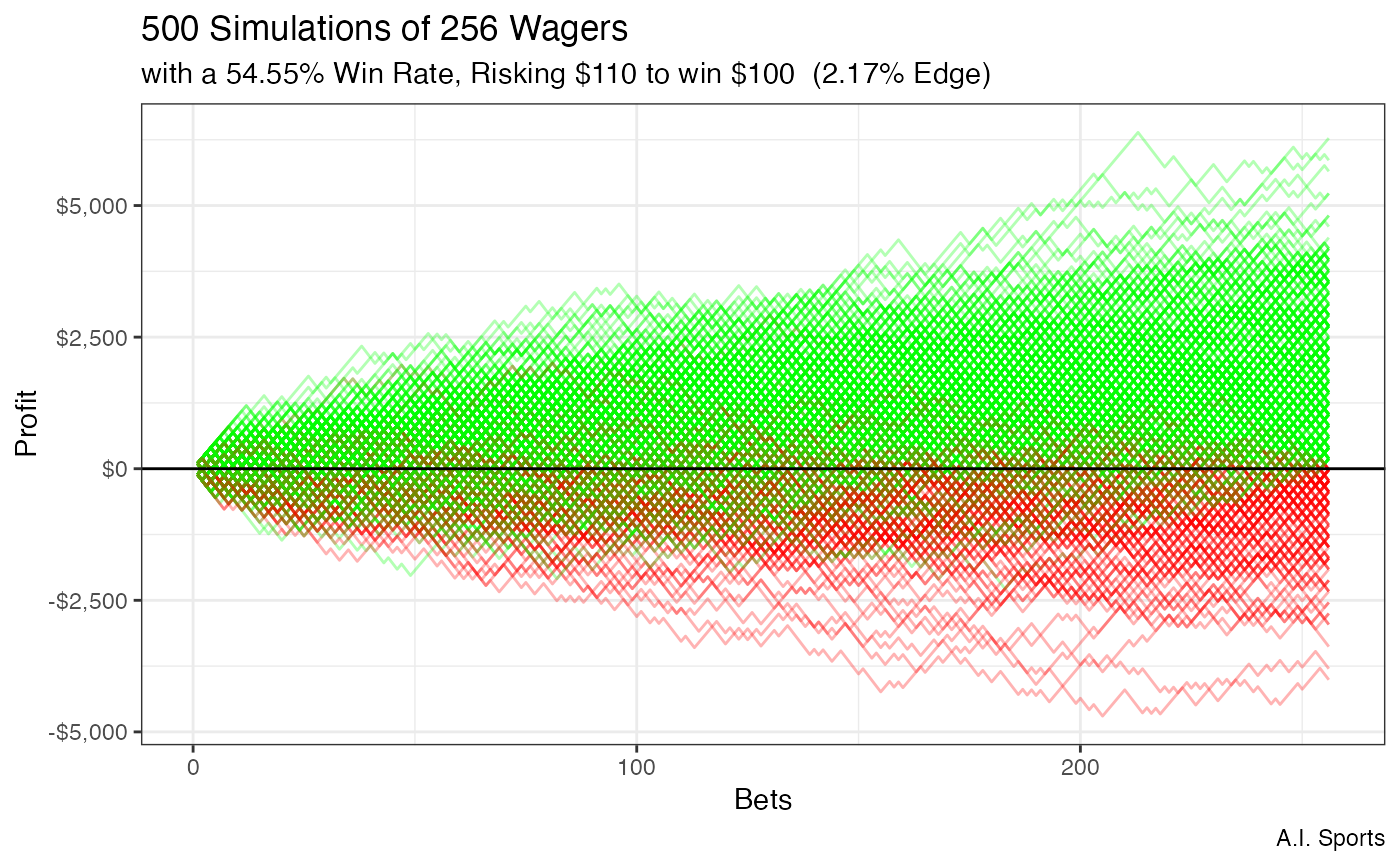 500 Simulations of 256 Wagers
with a 54.55% Win Rate, Risking $110 to win $100  (2.17% Edge)
Profit
$5,000
$2,500
$0
-$2,500
-$5,000
0
100
200
Bets
A.I. Sports